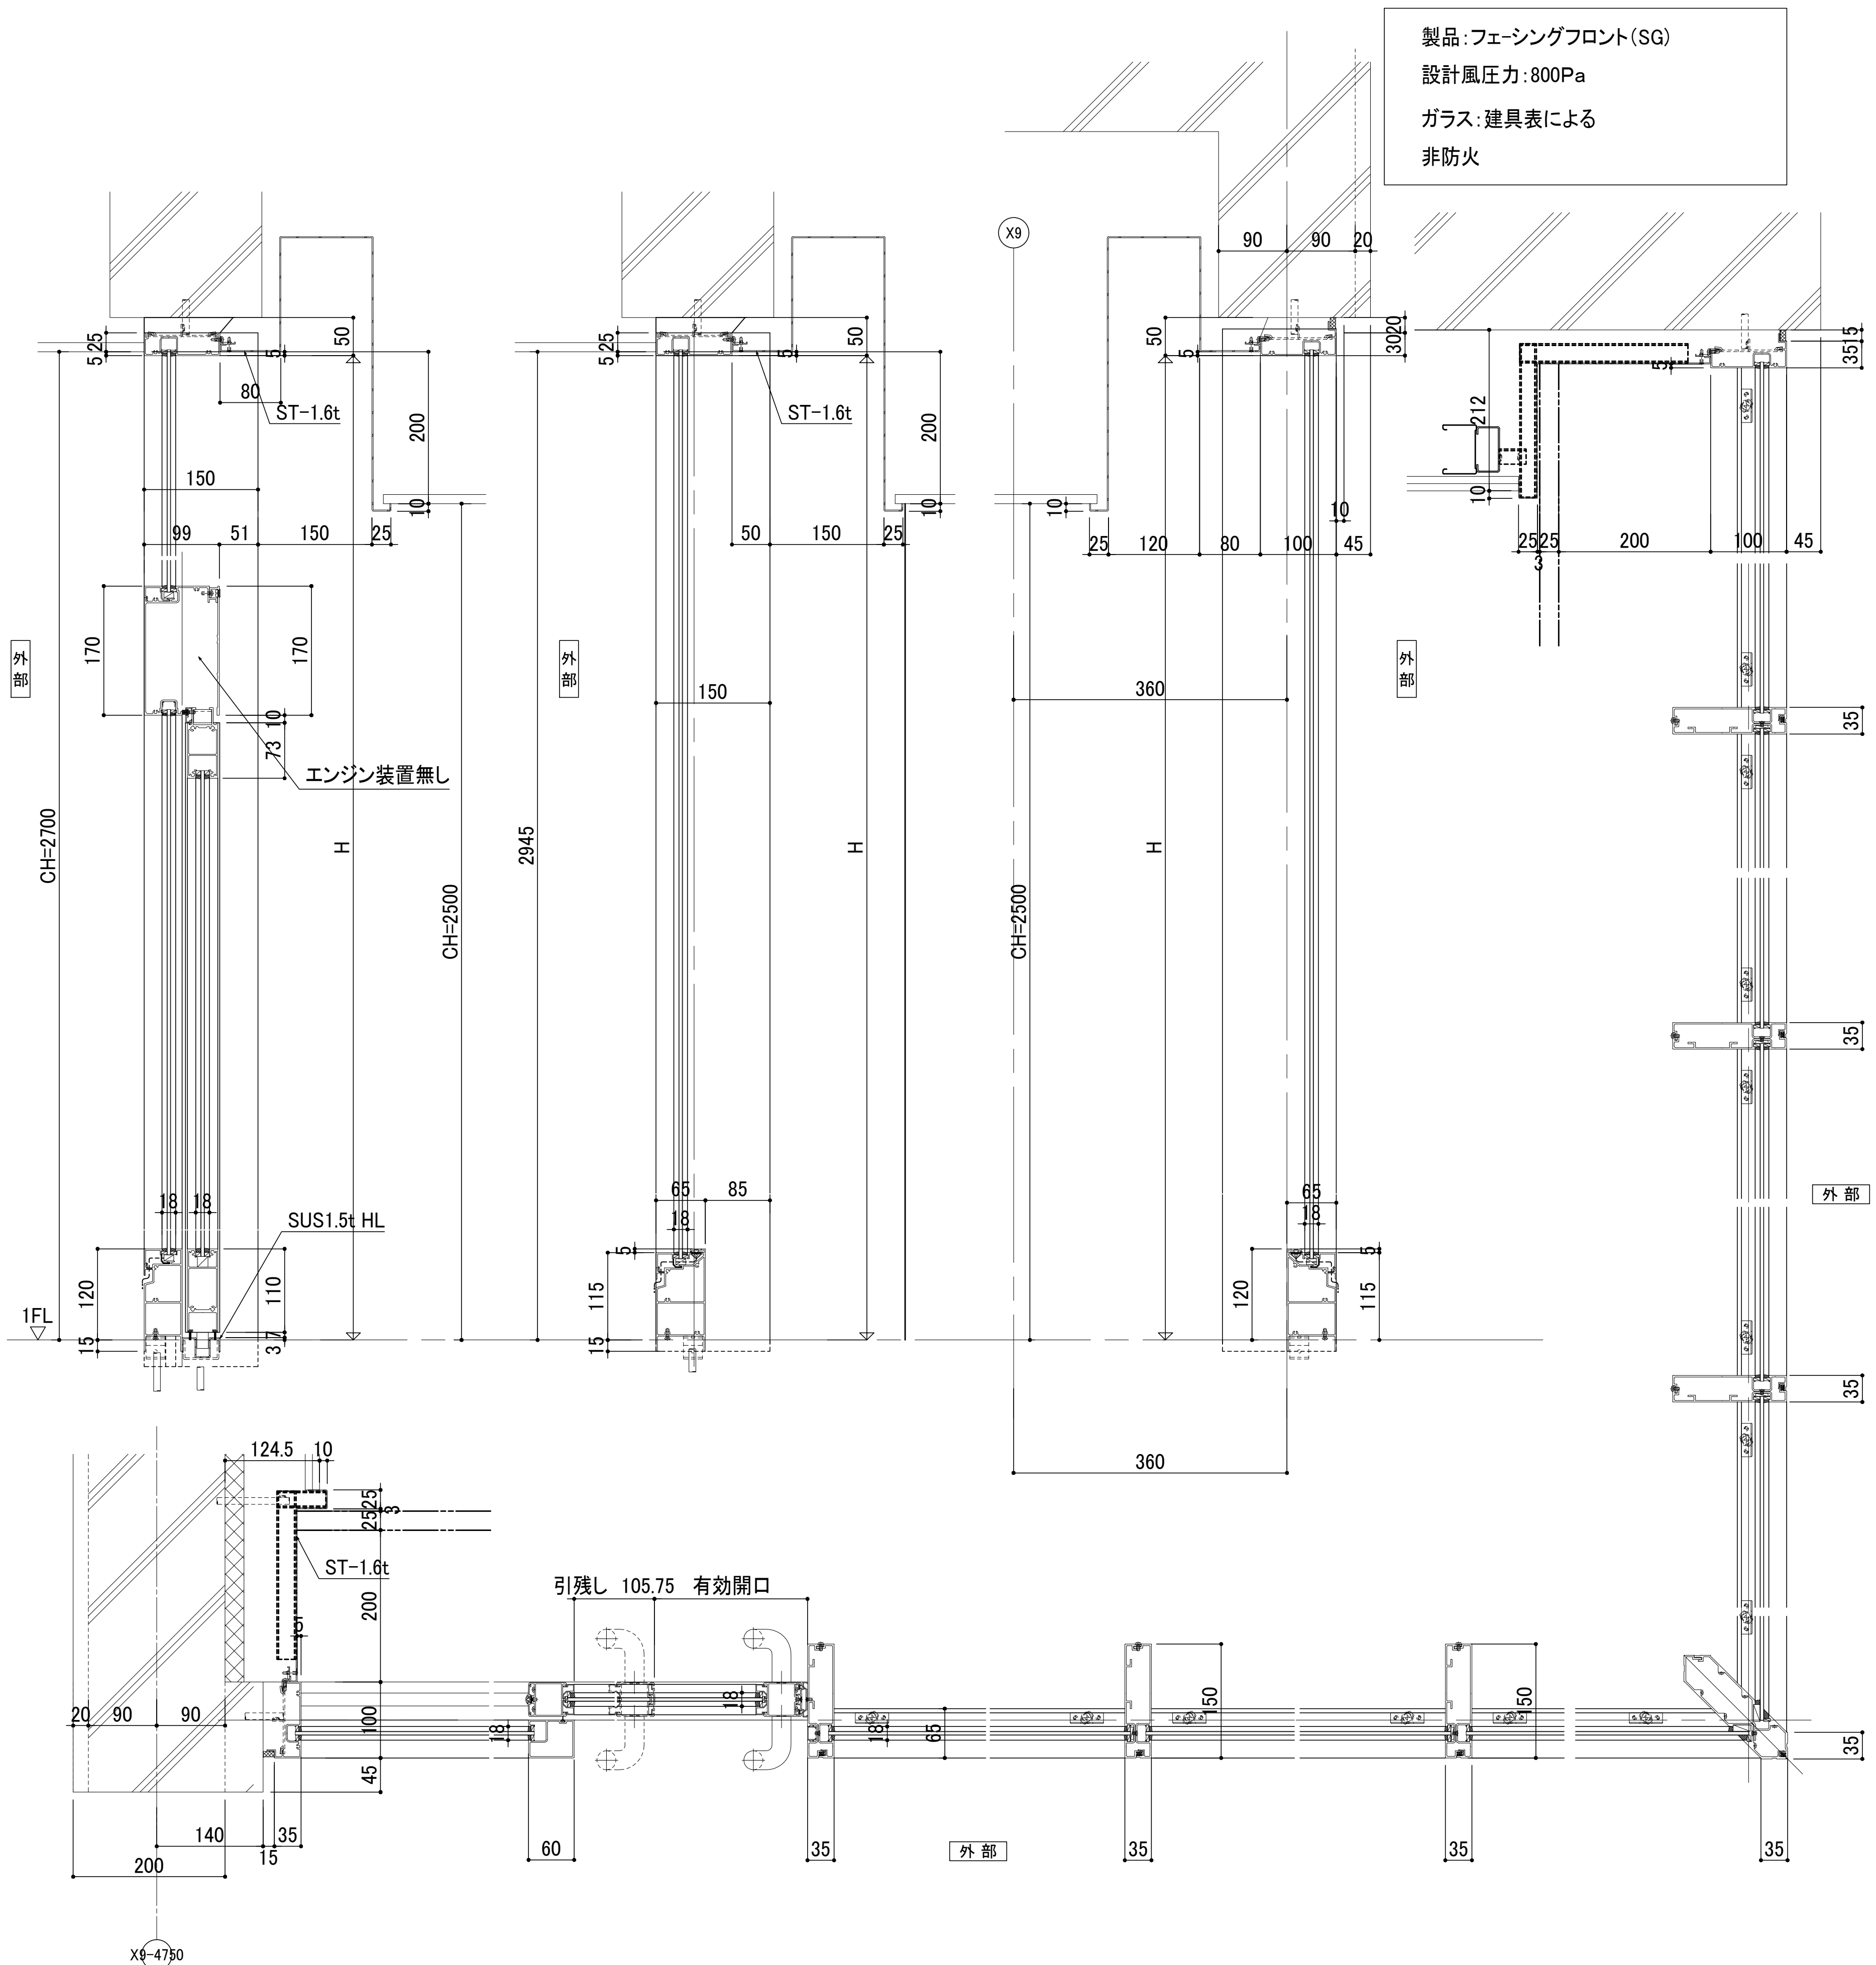 製品:フェーシングフロント(SG)
設計風圧力:800Pa
ガラス:建具表による
非防火
X9
90 90 20
25
5
50
5
80
ST-1.6t
200
10
150
99 51 150 25
170
170
10
73
エンジン装置無し
外部
CH=2700
H
CH=2500
18 18
SUS1.5t HL
120
110
1FL
15
37
25
5
50
5
ST-1.6t
200
10
50 150 25
150
外部
2945
H
65 85
18
5
115
15
50
5
20
30
10
10
25 120 80 100 45
360
H
CH=2500
65
18
5
120
115
360
15
35
5
212
10
25 25 200 100 45
3
外部
35
35
35
外部
124.5 10
25
3
25
ST-1.6t
200
5
引残し 105.75 有効開口
20 90 90
100
18
18
18
65
150
150
35
45
140
15
35
200
60
35
35
35
35
外部
X9-4750